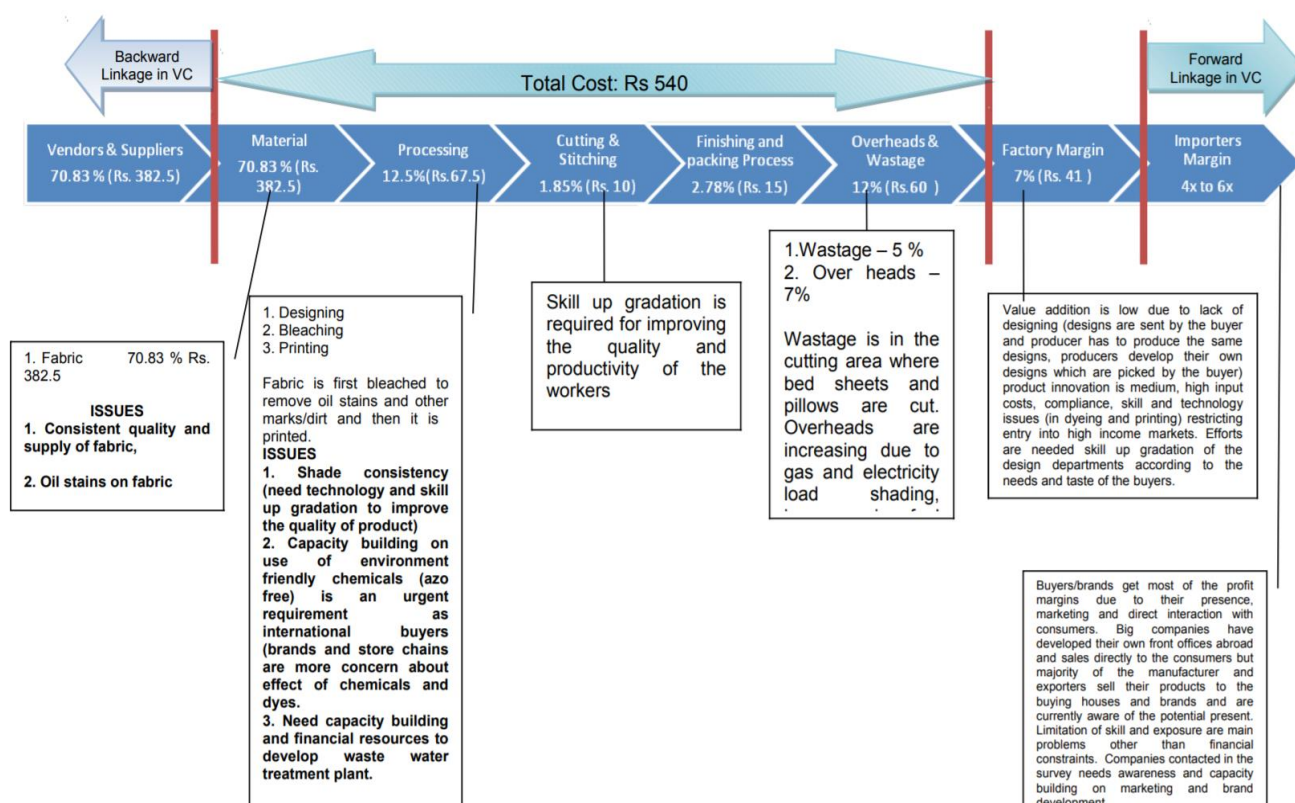 Backward
Linkage in VC
Total Cost: Rs 540
Forward
Linkage in VC
Vendors & Suppliers
70.83 % (Rs. 382.5)
Material
70.83 % (Rs.
382.5)
Processing
12.5%(Rs.67.5)
Cutting &
Stitching
1.85% (Rs. 10)
Finishing and
packing Process
2.78% (Rs. 15)
Overheads &
Wastage
12% (Rs.60 )
Factory Margin
7% (Rs. 41 )
Importers
Margin
4x to 6x
1. Fabric 70.83 % Rs.
382.5
ISSUES
1. Consistent quality and
supply of fabric,
2. Oil stains on fabric
1. Designing
2. Bleaching
3. Printing
Fabric is first bleached to
remove oil stains and other
marks/dirt and then it is
printed.
ISSUES
1. Shade consistency
(need technology and skill
up gradation to improve
the quality of product)
2. Capacity building on
use of environment
friendly chemicals (azo
free) is an urgent
requirement as
international buyers
(brands and store chains
are more concern about
effect of chemicals and
dyes.
3. Need capacity building
and financial resources to
develop waste water
treatment plant.
Skill up gradation is
required for improving
the quality and
productivity of the
workers
1.Wastage – 5 %
2. Over heads –
7%
Wastage is in the
cutting area where
bed sheets and
pillows are cut.
Overheads are
increasing due to
gas and electricity
load shading,
Value addition is low due to lack of
designing (designs are sent by the buyer
and producer has to produce the same
designs, producers develop their own
designs which are picked by the buyer)
product innovation is medium, high input
costs, compliance, skill and technology
issues (in dyeing and printing) restricting
entry into high income markets. Efforts
are needed skill up gradation of the
design departments according to the
needs and taste of the buyers.
Buyers/brands get most of the profit
margins due to their presence,
marketing and direct interaction with
consumers. Big companies have
developed their own front offices abroad
and sales directly to the consumers but
majority of the manufacturer and
exporters sell their products to the
buying houses and brands and are
currently aware of the potential present.
Limitation of skill and exposure are main
problems other than financial
constraints. Companies contacted in the
survey needs awareness and capacity
building on marketing and brand
development